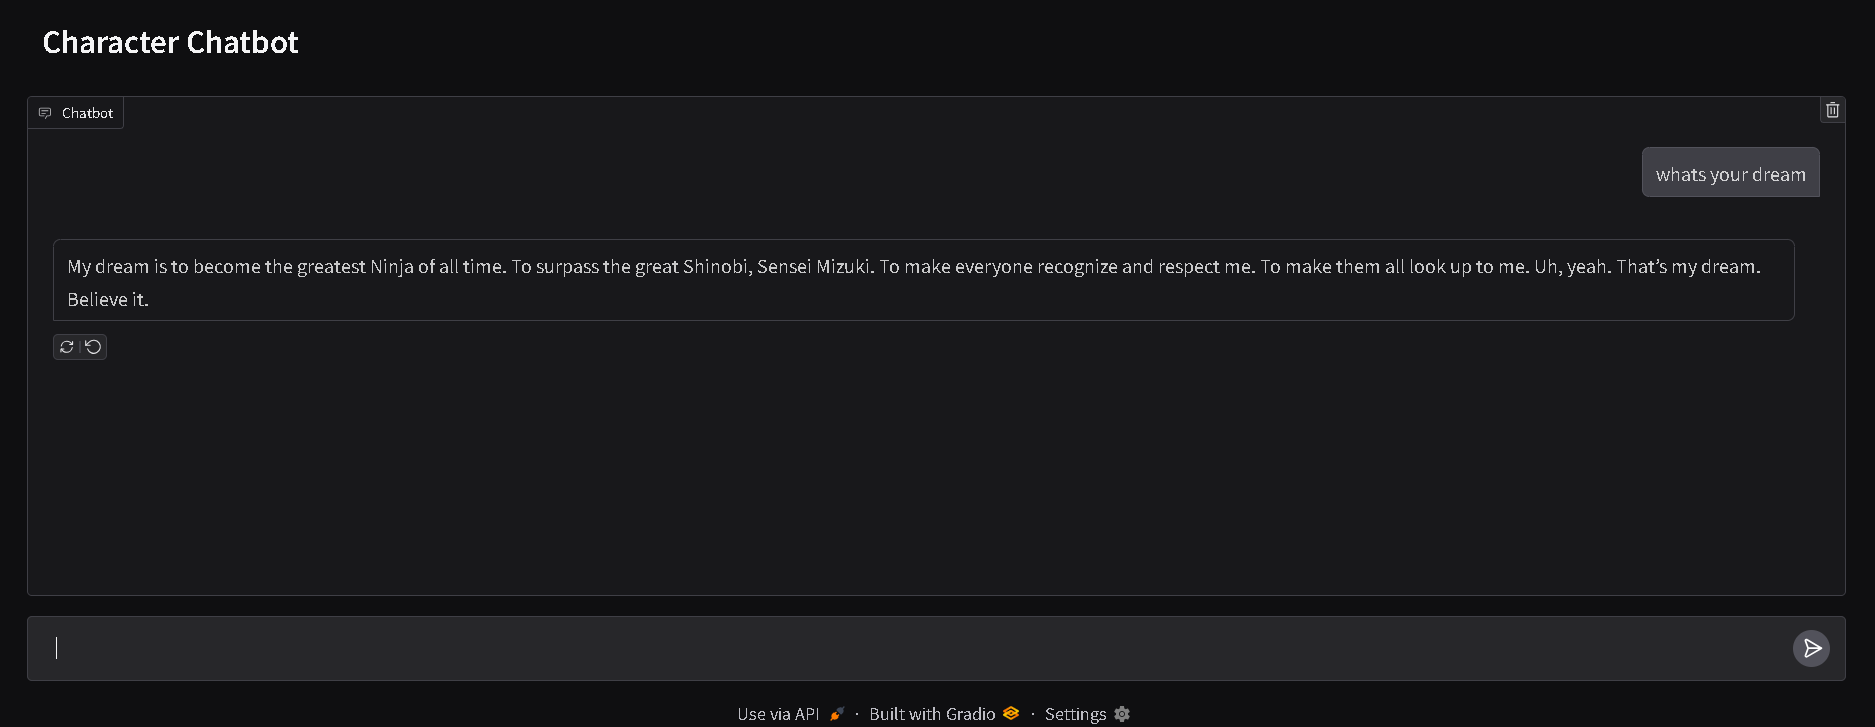 Character Chatbot
Chatbot
whats your dream
My dream is to become the greatest Ninja of all time. To surpass the great Shinobi, Sensei Mizuki. To make everyone recognize and respect me. To make them all look up to me. Uh, yeah. That’s my dream.
Believe it.
Use via API · Built with Gradio · Settings